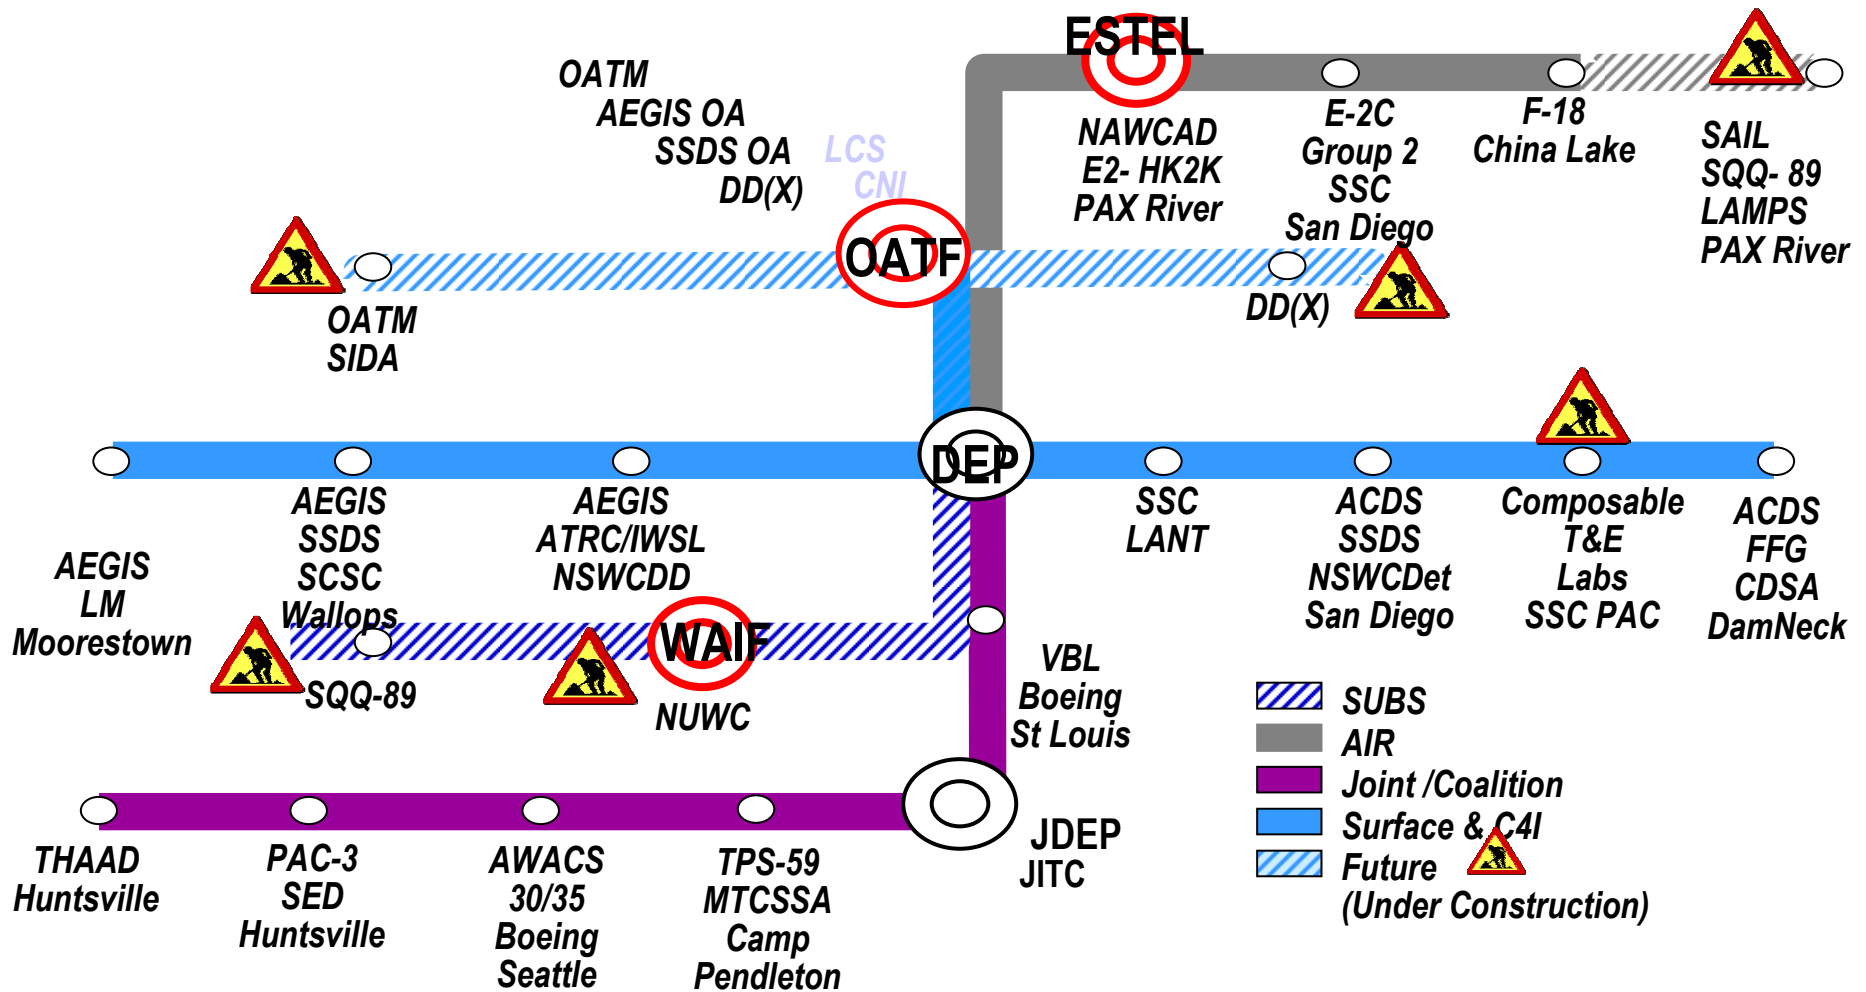 ESTEL
OATM
AEGIS OA
SSDS OA
DD(X)
LCS
CNI
NAWCAD
E2- HK2K
PAX River
E-2C
Group 2
SSC
San Diego
F-18
China Lake
SAIL
SQQ- 89
LAMPS
PAX River
OATF
OATM
SIDA
DD(X)
DEP
AEGIS
LM
Moorestown
AEGIS
SSDS
SCSC
Wallops
AEGIS
ATRC/IWSL
NSWCDD
SSC
LANT
ACDS
SSDS
NSWCDet
San Diego
Composable
T&E
Labs
SSC PAC
ACDS
FFG
CDSA
DamNeck
SQQ-89
WAIF
NUWC
VBL
Boeing
St Louis
JDEP
JITC
THAAD
Huntsville
PAC-3
SED
Huntsville
AWACS
30/35
Boeing
Seattle
TPS-59
MTCSSA
Camp
Pendleton
SUBS
AIR
Joint /Coalition
Surface & C4I
Future
(Under Construction)